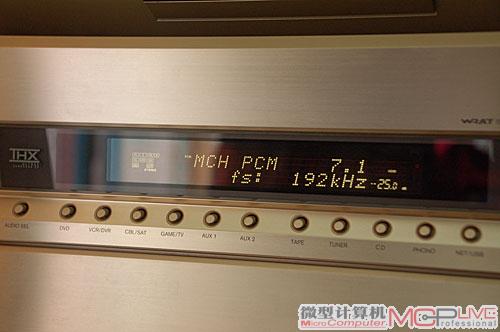 WRAT
THX
MCH PCM 7.1
fs: 192kHz -25.0
AUDIO SEL
DVD
VCR/DVR
CBL/SAT
GAME/TV
AUX 1
AUX 2
TAPE
TUNER
CD
PHONO
NET/USB
微型计算机
MicroComputer
MCPLIVE
Professional